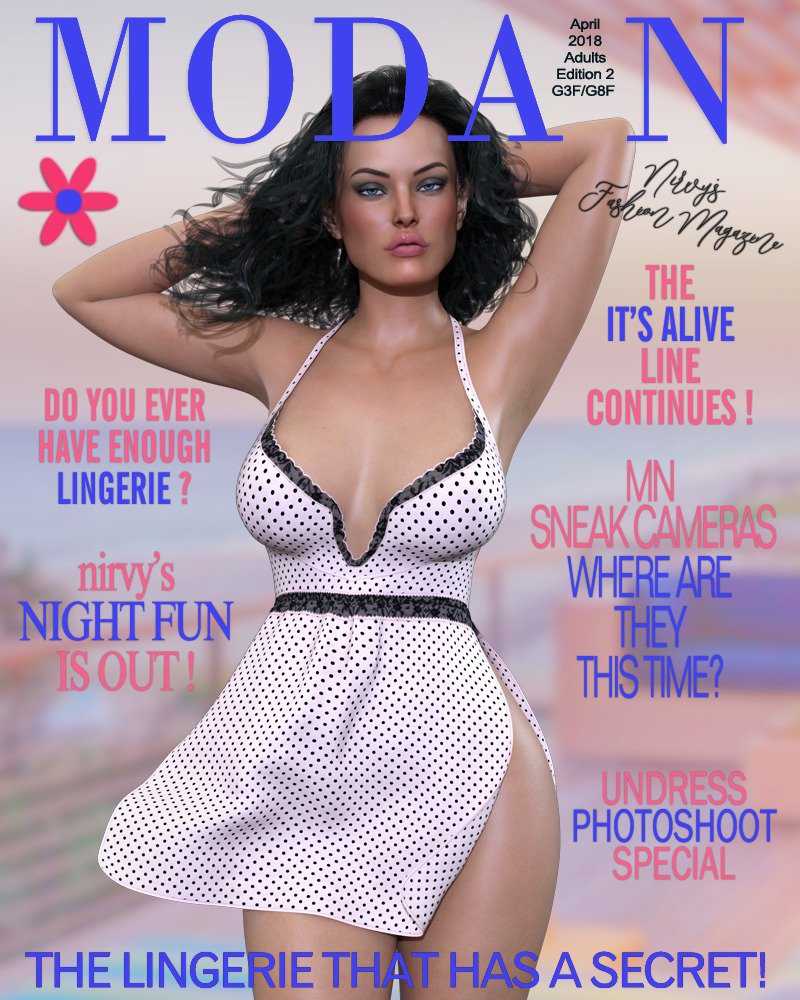 MODA N
April
2018
Adults
Edition 2
G3F/G8F
Nirvy's
Fashion Magazine
THE
IT'S ALIVE
LINE
CONTINUES !
DO YOU EVER
HAVE ENOUGH
LINGERIE ?
MN
SNEAK CAMERAS
WHERE ARE
THEY
THIS TIME?
nirvy's
NIGHT FUN
IS OUT !
UNDRESS
PHOTOSHOOT
SPECIAL
THE LINGERIE THAT HAS A SECRET!